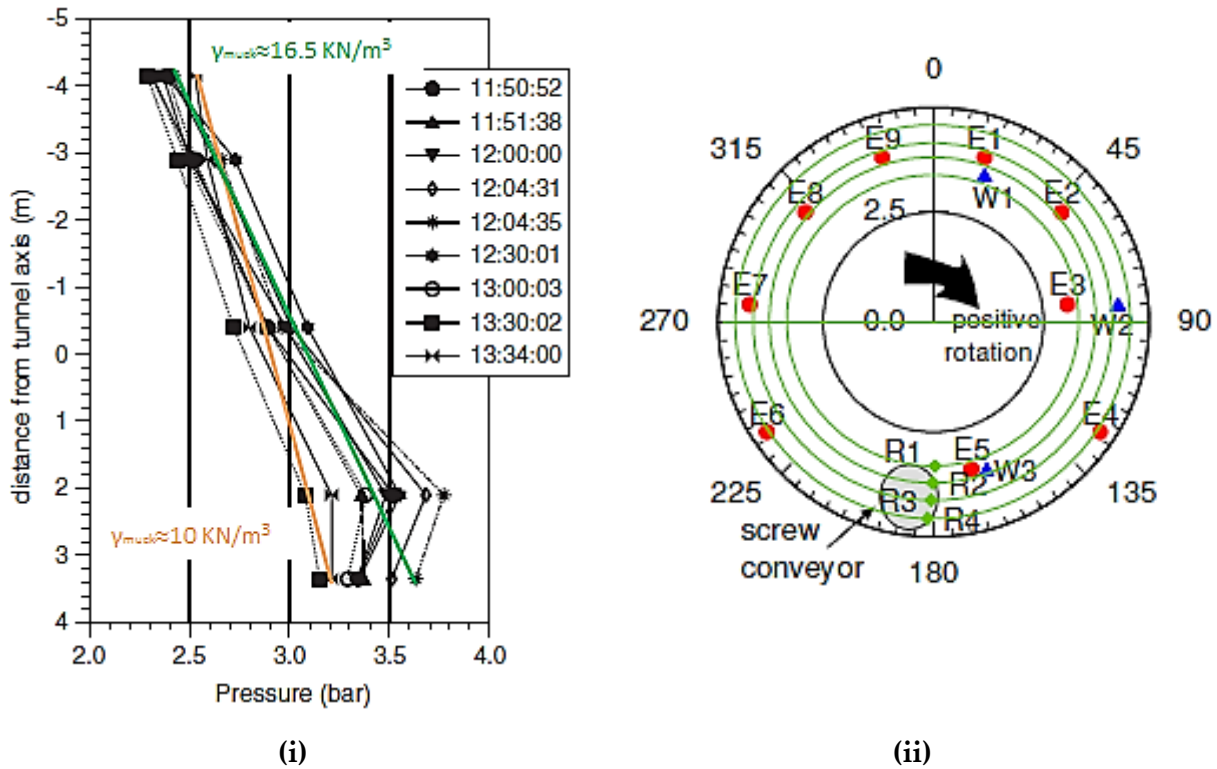 γmuck≈16.5 KN/m³
-5
-4
-3
-2
-1
0
1
2
3
4
distance from tunnel axis (m)
11:50:52
11:51:38
12:00:00
12:04:31
12:04:35
12:30:01
13:00:03
13:30:02
13:34:00
γmuck≈10 KN/m³
2.0 2.5 3.0 3.5 4.0
Pressure (bar)
(i)
0
315 E9 E1 45
E8 W1 E2
2.5
E7 E3
270 0.0 positive W2 90
rotation
E6 E4
R1 E5 W3
R2
225 R3 135
R4
screw
conveyor
180
(ii)